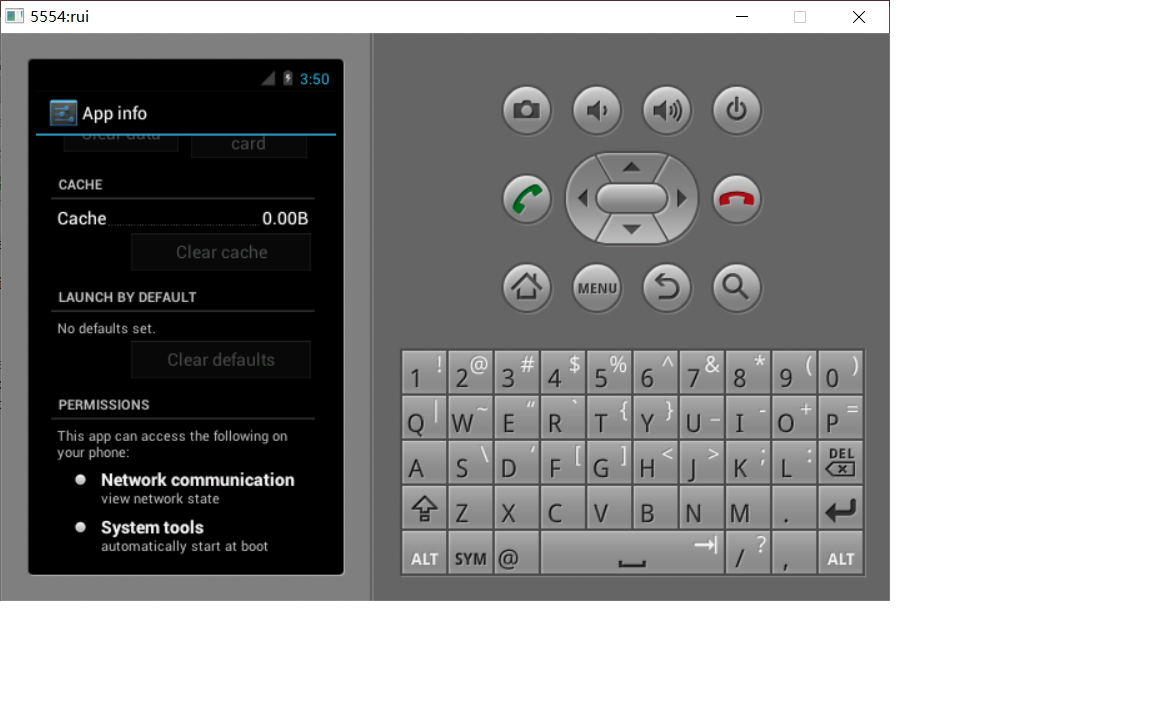 5554:rui
3:50
App info
Clear data
card
CACHE
Cache 0.00B
Clear cache
LAUNCH BY DEFAULT
No defaults set.
Clear defaults
PERMISSIONS
This app can access the following on
your phone:
Network communication
view network state
System tools
automatically start at boot
MENU
1 ! 2 @ 3 # 4 $ 5 % 6 ^ 7 & 8 * 9 ( 0 )
Q | W ~ E “ R ` T { Y } U _ I - O + P =
A S \ D ‘ F [ G ] H < J > K ; L : DEL
Z X C V B N M .
ALT SYM @ / ? , ALT